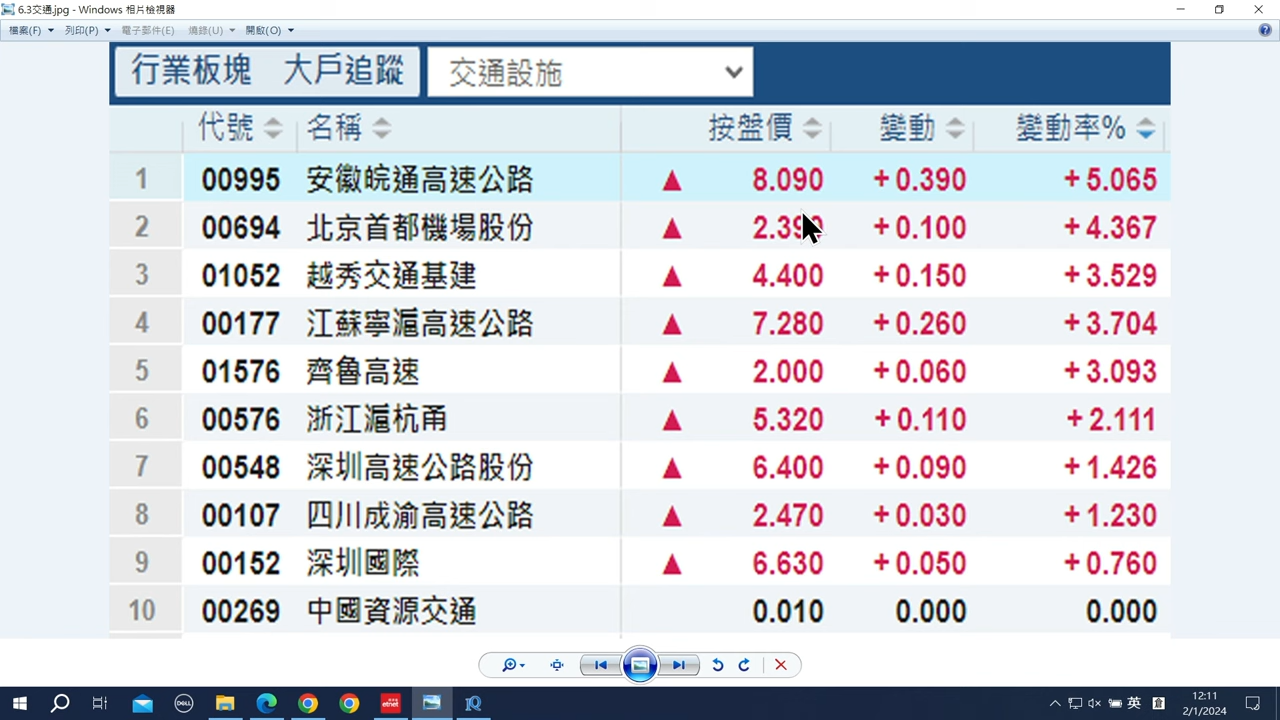 6.3交通.jpg - Windows 相片檢視器
檔案(F) 列印(P) 電子郵件(E) 燒錄(U) 開啟(O)
行業板塊 大戶追蹤 交通設施
代號 名稱 按盤價 變動 變動率%
1 00995 安徽皖通高速公路 ▲ 8.090 +0.390 +5.065
2 00694 北京首都機場股份 ▲ 2.390 +0.100 +4.367
3 01052 越秀交通基建 ▲ 4.400 +0.150 +3.529
4 00177 江蘇寧滬高速公路 ▲ 7.280 +0.260 +3.704
5 01576 齊魯高速 ▲ 2.000 +0.060 +3.093
6 00576 浙江滬杭甬 ▲ 5.320 +0.110 +2.111
7 00548 深圳高速公路股份 ▲ 6.400 +0.090 +1.426
8 00107 四川成渝高速公路 ▲ 2.470 +0.030 +1.230
9 00152 深圳國際 ▲ 6.630 +0.050 +0.760
10 00269 中國資源交通 0.010 0.000 0.000
DELL etnet IQ 英 倉 12:11
2/1/2024